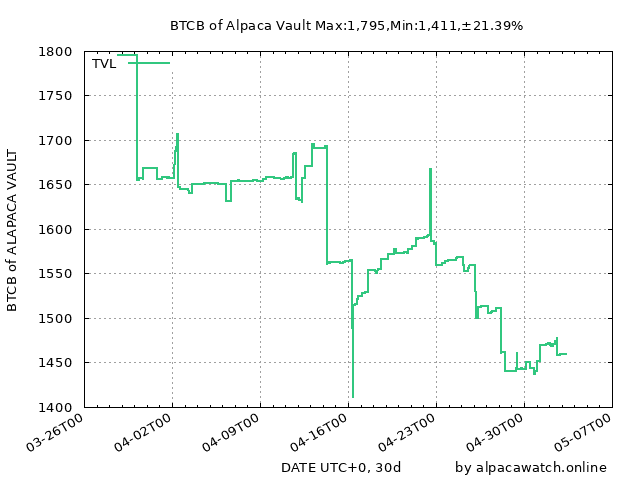 BTCB of Alpaca Vault Max:1,795,Min:1,411,±21.39%
1800
TVL
1750
1700
1650
1600
1550
1500
1450
1400
BTCB of ALAPACA VAULT
03-26T00
04-02T00
04-09T00
04-16T00
04-23T00
04-30T00
05-07T00
DATE UTC+0, 30d
by alpacawatch.online